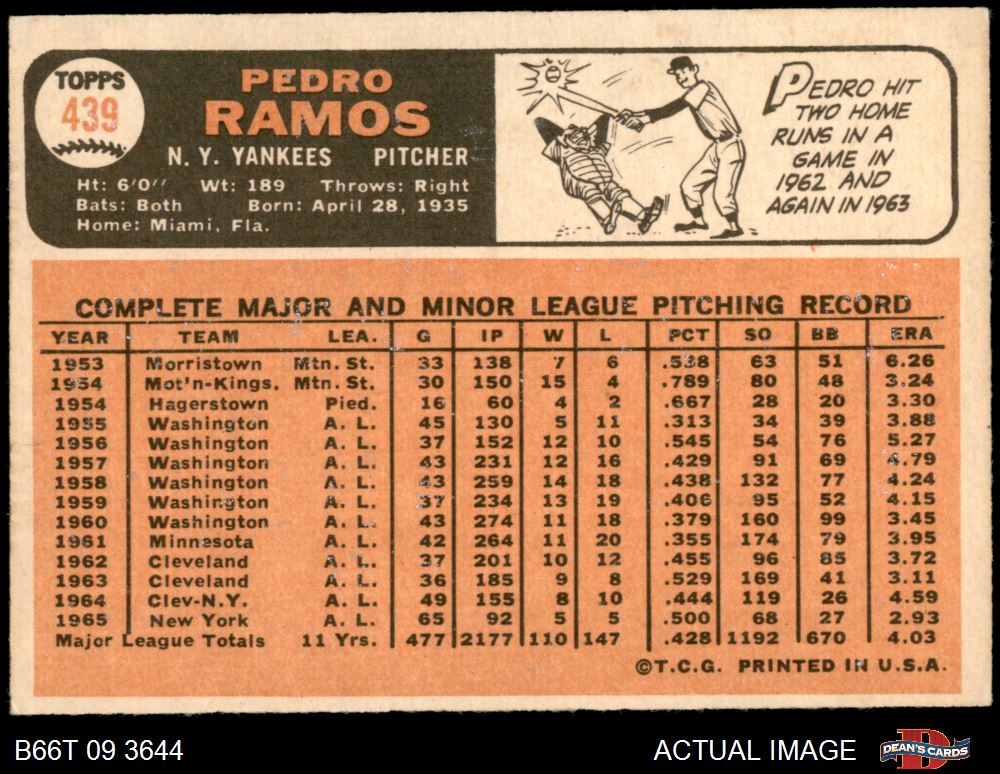 TOPPS
439
PEDRO
RAMOS
N. Y. YANKEES PITCHER
Ht: 6'0" Wt: 189 Throws: Right
Bats: Both Born: April 28, 1935
Home: Miami, Fla.
PEDRO HIT
TWO HOME
RUNS IN A
GAME IN
1962 AND
AGAIN IN 1963
COMPLETE MAJOR AND MINOR LEAGUE PITCHING RECORD
YEAR TEAM LEA. G IP W L PCT SO BB ERA
1953 Morristown Mtn. St. 33 138 7 6 .538 63 51 6.26
1954 Mot'n-Kings. Mtn. St. 30 150 15 4 .789 80 48 3.24
1954 Hagerstown Pied. 16 60 4 2 .667 28 20 3.30
1955 Washington A. L. 45 130 5 11 .313 34 39 3.88
1956 Washington A. L. 37 152 12 10 .545 54 76 5.27
1957 Washington A. L. 43 231 12 16 .429 91 69 4.79
1958 Washington A. L. 43 259 14 18 .438 132 77 4.24
1959 Washington A. L. 37 234 13 19 .406 95 52 4.15
1960 Washington A. L. 43 274 11 18 .379 160 99 3.45
1961 Minnesota A. L. 42 264 11 20 .355 174 79 3.95
1962 Cleveland A. L. 37 201 10 12 .455 96 85 3.72
1963 Cleveland A. L. 36 185 9 8 .529 169 41 3.11
1964 Clev-N.Y. A. L. 49 155 8 10 .444 119 26 4.59
1965 New York A. L. 65 92 5 5 .500 68 27 2.93
Major League Totals 11 Yrs. 477 2177 110 147 .428 1192 670 4.03
©T.C.G. PRINTED IN U.S.A.
B66T 09 3644 ACTUAL IMAGE DEAN'S CARDS